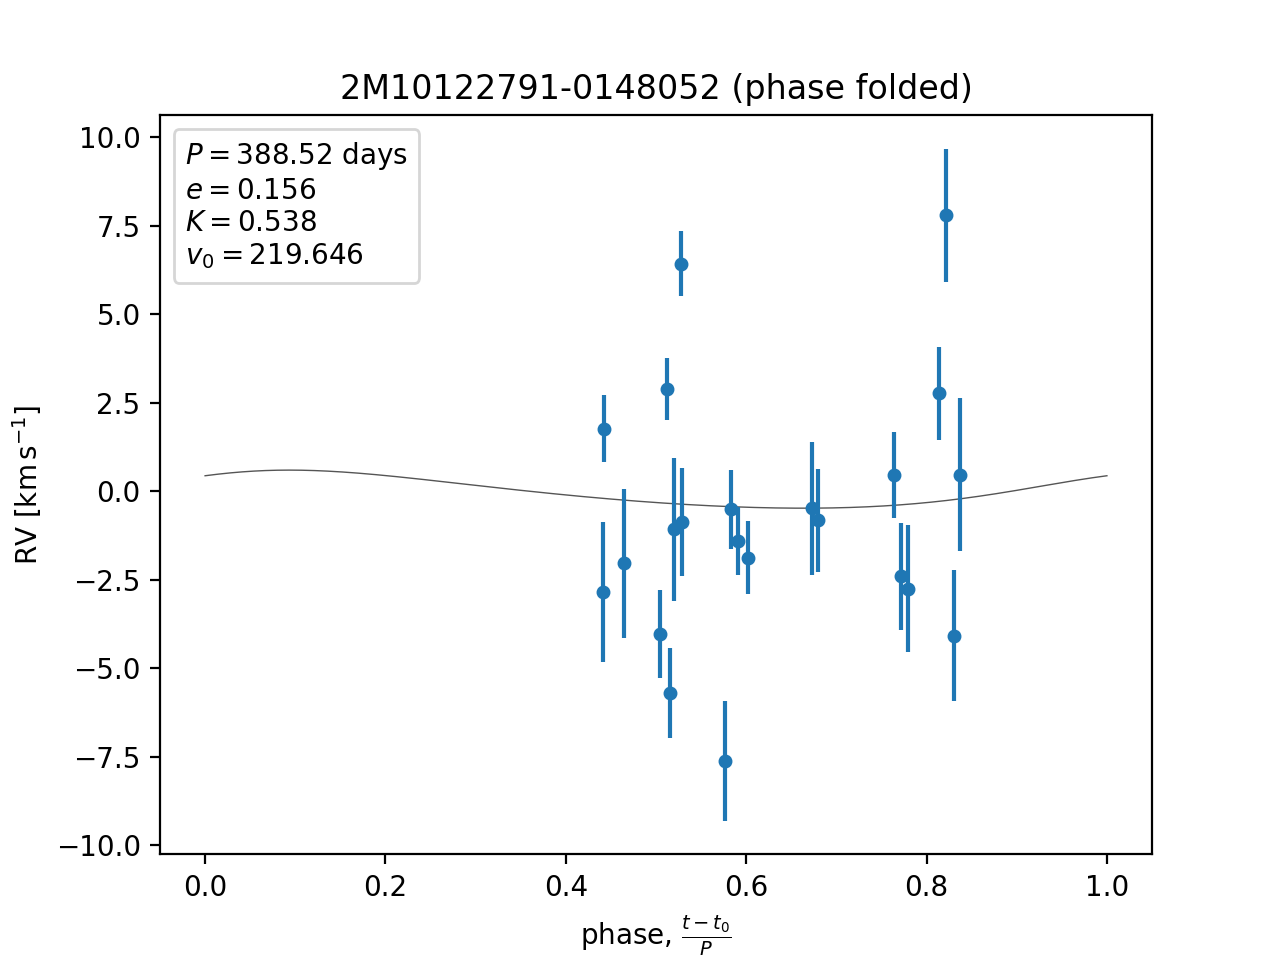 2M10122791-0148052 (phase folded)
P = 388.52 days
e = 0.156
K = 0.538
v₀ = 219.646
10.0
7.5
5.0
2.5
0.0
−2.5
−5.0
−7.5
−10.0
RV [km s⁻¹]
0.0 0.2 0.4 0.6 0.8 1.0
phase, (t − t₀)/P